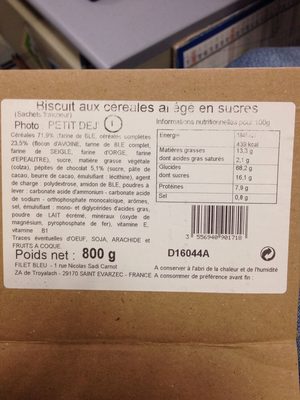 Biscuit aux céréales allégé en sucres
(Sachets fraîcheur)
Photo : PETIT DEJ 1
Céréales 71,9% (farine de BLE, céréales complètes
23,5% (flocon d'AVOINE, farine de BLE complet,
farine de SEIGLE, farine d'ORGE, farine
d'EPEAUTRE), sucre, matière grasse végétale
(colza), pépites de chocolat 5,1% (sucre, pâte de
cacao, beurre de cacao, émulsifiant : lécithine), agent
de charge : polydextrose, amidon de BLE, poudres à
lever : carbonate d'ammonium - carbonate acide
de sodium - orthophosphate monocalcique, arômes,
sel, émulsifiant : mono- et diglycérides d'acides gras,
poudre de LAIT écrémé, minéraux (oxyde de
magnésium, pyrophosphate de fer), vitamine E,
vitamine B1
Traces éventuelles d'OEUF, SOJA, ARACHIDE et
FRUITS A COQUE.
Poids net : 800 g
FILET BLEU - 1 rue Nicolas Sadi Carnot
ZA de Troyalach - 29170 SAINT EVARZEC - FRANCE
Informations nutritionnelles pour 100g
Energie
439 kcal
Matières grasses 13,3 g
dont acides gras saturés 2,1 g
Glucides 68,2 g
dont sucres 16,1 g
Protéines 7,9 g
Sel 0,8 g
3 556940 901718
D16044A
A conserver à l'abri de la chaleur et de l'humidité
A consommer de préférence avant :